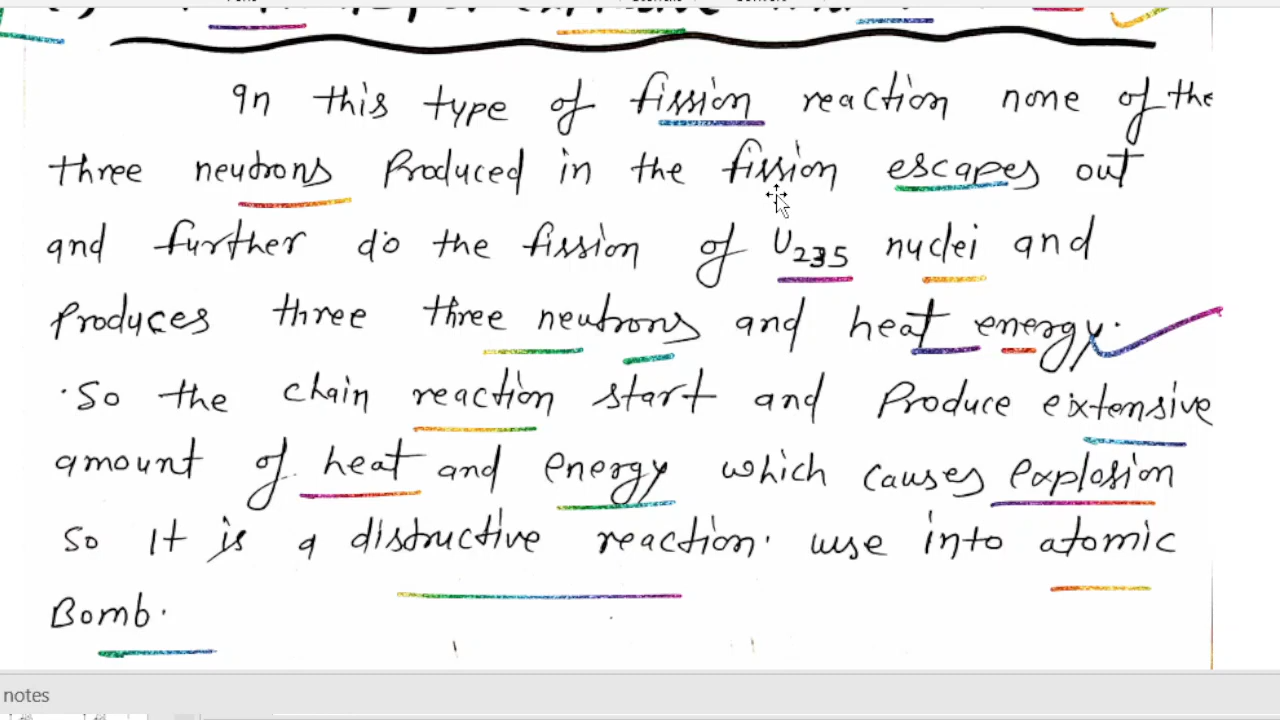 In this type of fission reaction none of the
three neutrons Produced in the fission escapes out
and further do the fission of U235 nuclei and
Produces three three neutrons and heat energy.
.So the chain reaction start and Produce extensive
amount of heat and energy which causes explosion
so It is a distructive reaction. use into atomic
Bomb.
notes